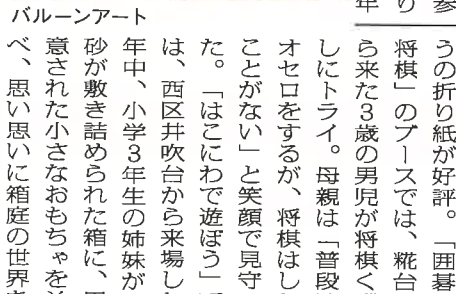 参
り
年
バルーンアート
うの折り紙が好評。「囲碁
将棋」のブースでは、糀台
ら来た3歳の男児が将棋く
しにトライ。母親は「普段
オセロをするが、将棋はし
ことがない」と笑顔で見守
た。「はこにわで遊ぼう」
は、西区井吹台から来場し
年中、小学3年生の姉妹が
砂が敷き詰められた箱に、
意された小さなおもちゃを
べ、思い思いに箱庭の世界